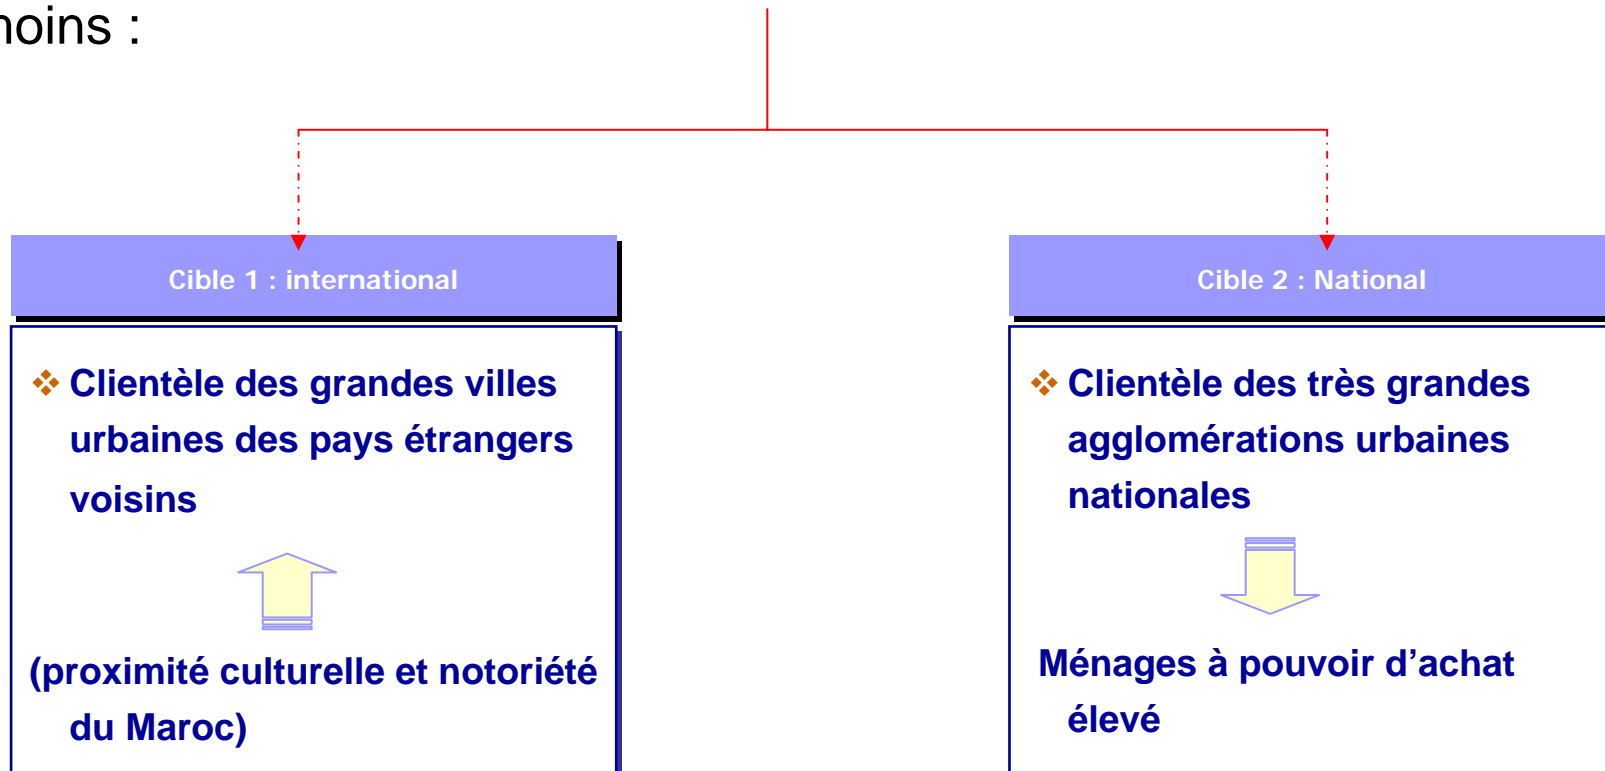 moins :
Cible 1 : international
Clientèle des grandes villes
urbaines des pays étrangers
voisins
(proximité culturelle et notoriété
du Maroc)
Cible 2 : National
Clientèle des très grandes
agglomérations urbaines
nationales
Ménages à pouvoir d’achat
élevé